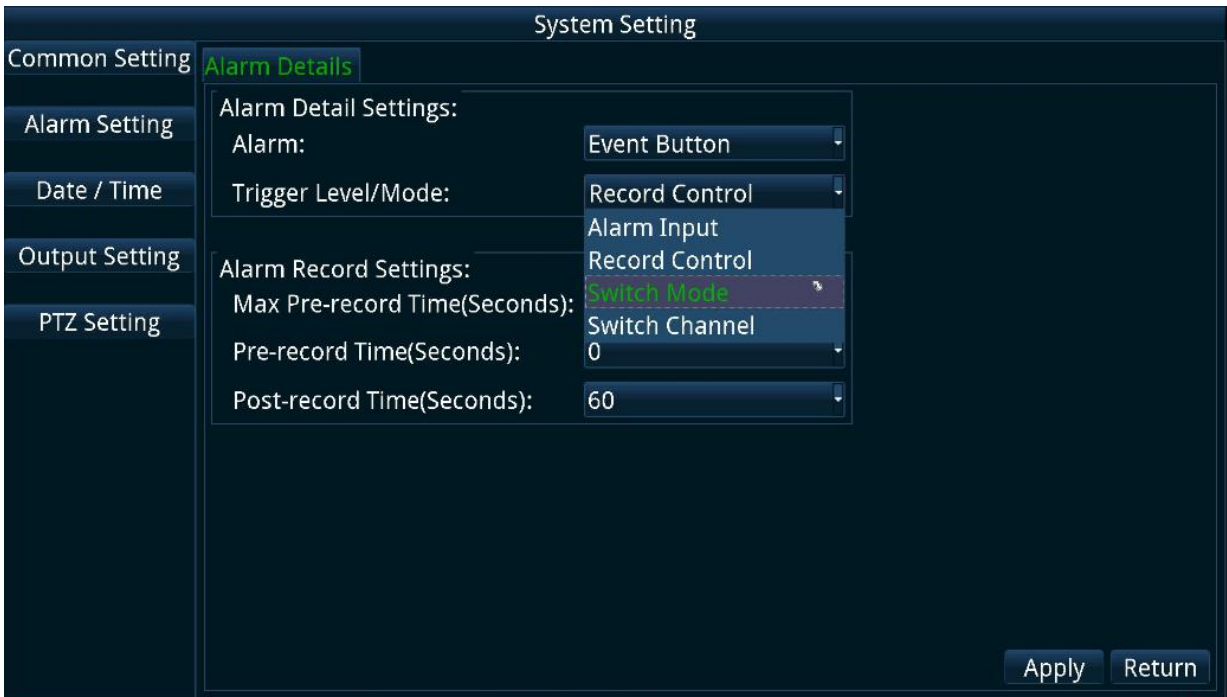 System Setting
Common Setting
Alarm Setting
Date / Time
Output Setting
PTZ Setting
Alarm Details
Alarm Detail Settings:
Alarm: Event Button
Trigger Level/Mode: Record Control
Alarm Input
Record Control
Switch Mode
Switch Channel
Alarm Record Settings:
Max Pre-record Time(Seconds):
Pre-record Time(Seconds): 0
Post-record Time(Seconds): 60
Apply Return